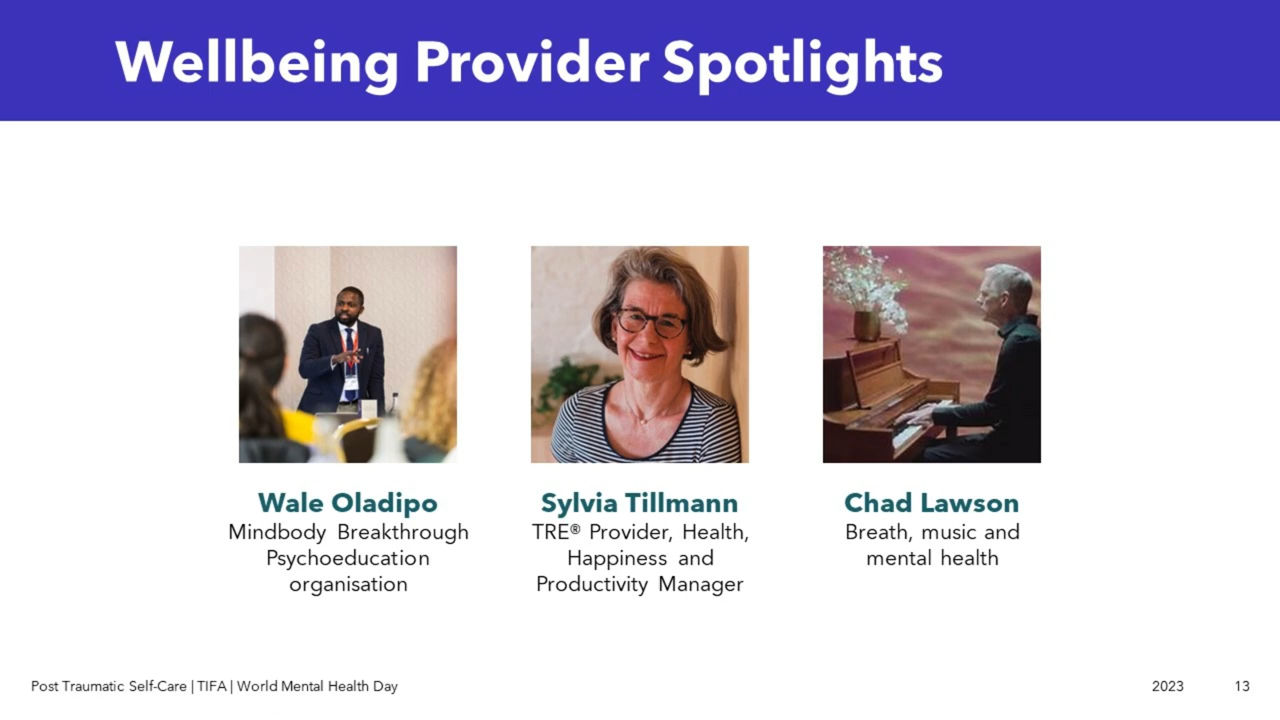 Wellbeing Provider Spotlights
Wale Oladipo
Mindbody Breakthrough
Psychoeducation
organisation
Sylvia Tillmann
TRE® Provider, Health,
Happiness and
Productivity Manager
Chad Lawson
Breath, music and
mental health
Post Traumatic Self-Care | TIFA | World Mental Health Day
2023
13